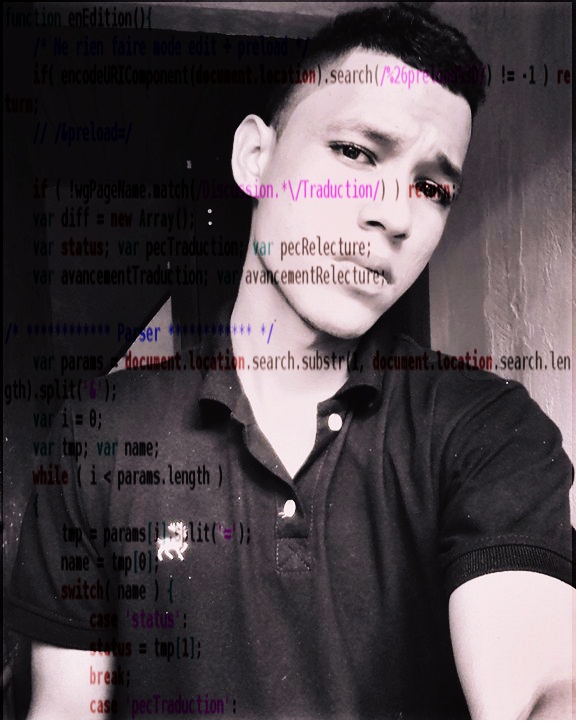 function enEdition(){
/* Ne rien faire mode edit + preload */
if( encodeURIComponent(document.location).search(/%26preload%3D/) != -1 ) re
turn;
// /&preload=/
if ( !wgPageName.match(/Discussion.*\/Traduction/) ) return;
var diff = new Array();
var status; var pecTraduction; var pecRelecture;
var avancementTraduction; var avancementRelecture;
/* ************ Parser ************ */
var params = document.location.search.substr(1, document.location.search.len
gth).split('&');
var i = 0;
var tmp; var name;
while ( i < params.length )
{
tmp = params[i].split('=');
name = tmp[0];
switch( name ) {
case 'status':
status = tmp[1];
break;
case 'pecTraduction':